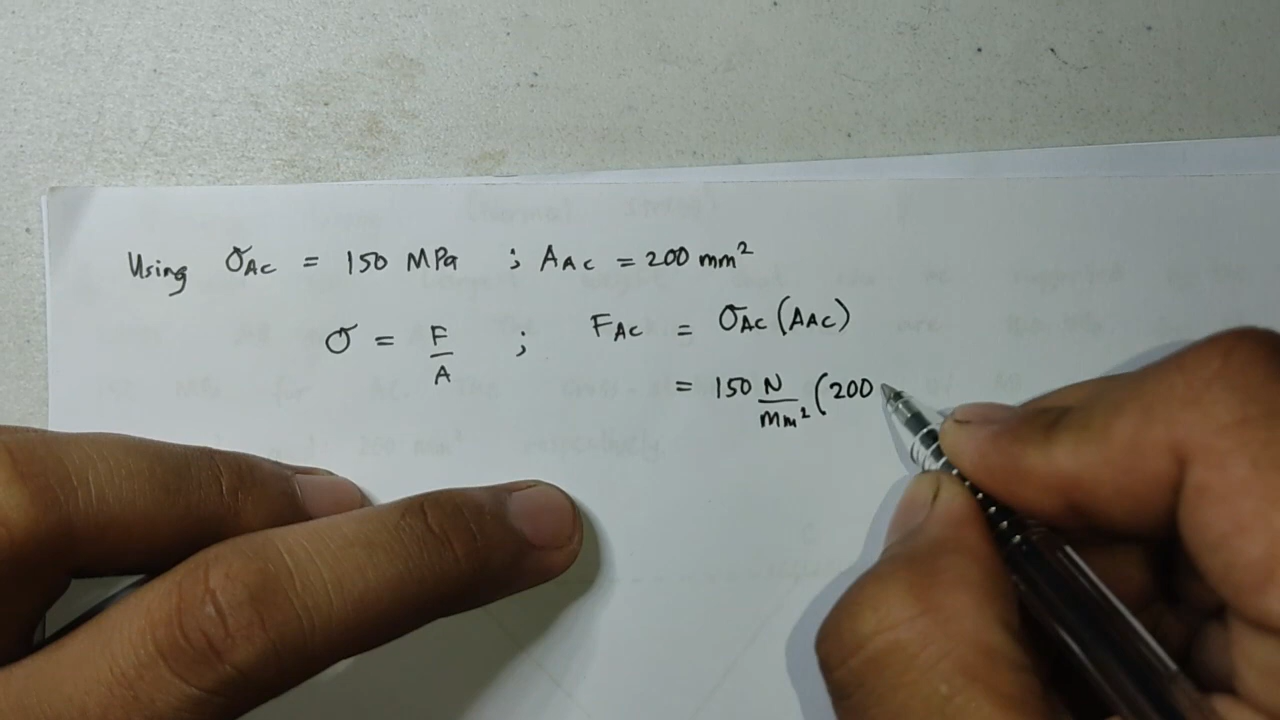 Using σAC = 150 MPa ; AAC = 200 mm²
σ = F/A ; FAC = σAC (AAC)
= 150 N/mm² (200